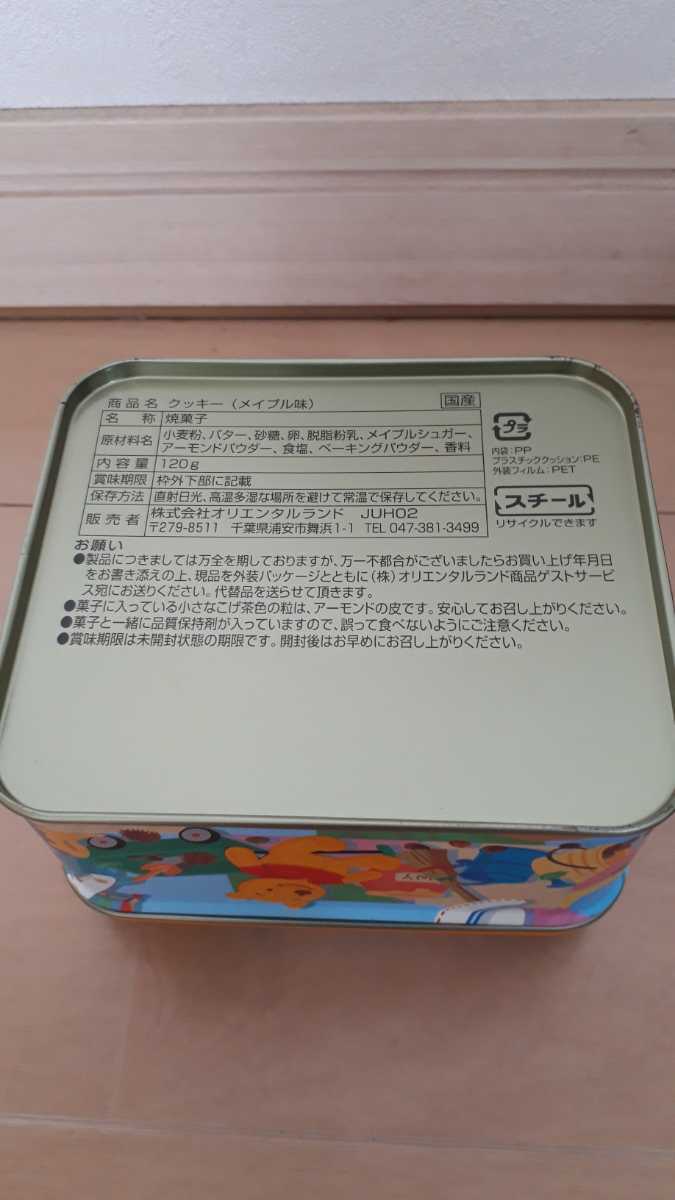 商品名 クッキー（メイプル味） 国産
名 称 焼菓子
原材料名 小麦粉、バター、砂糖、卵、脱脂粉乳、メイプルシュガー、
アーモンドパウダー、食塩、ベーキングパウダー、香料
内容量 120g
賞味期限 枠外下部に記載
保存方法 直射日光、高温多湿な場所を避けて常温で保存してください。
販売者 株式会社オリエンタルランド JUH02
〒279-8511 千葉県浦安市舞浜1-1 TEL 047-381-3499
プラ
内袋：PP
プラスチッククッション：PE
外装フィルム：PET
スチール
リサイクルできます
お願い
●製品につきましては万全を期しておりますが、万一不都合がございましたらお買い上げ年月日
をお書き添えの上、現品を外装パッケージとともに（株）オリエンタルランド商品ゲストサービ
ス宛にお送りください。代替品を送らせて頂きます。
●菓子に入っている小さなこげ茶色の粒は、アーモンドの皮です。安心してお召し上がりください。
●菓子と一緒に品質保持剤が入っていますので、誤って食べないようにご注意ください。
●賞味期限は未開封状態の期限です。開封後はお早めにお召し上がりください。